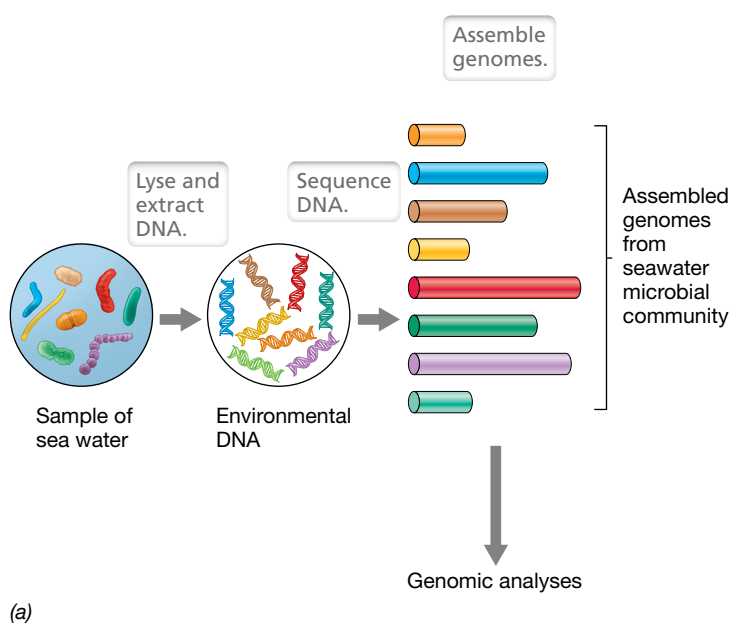 Assemble
genomes.
Lyse and
extract
DNA.
Sequence
DNA.
Assembled
genomes
from
seawater
microbial
community
Sample of
sea water
Environmental
DNA
Genomic analyses
(a)